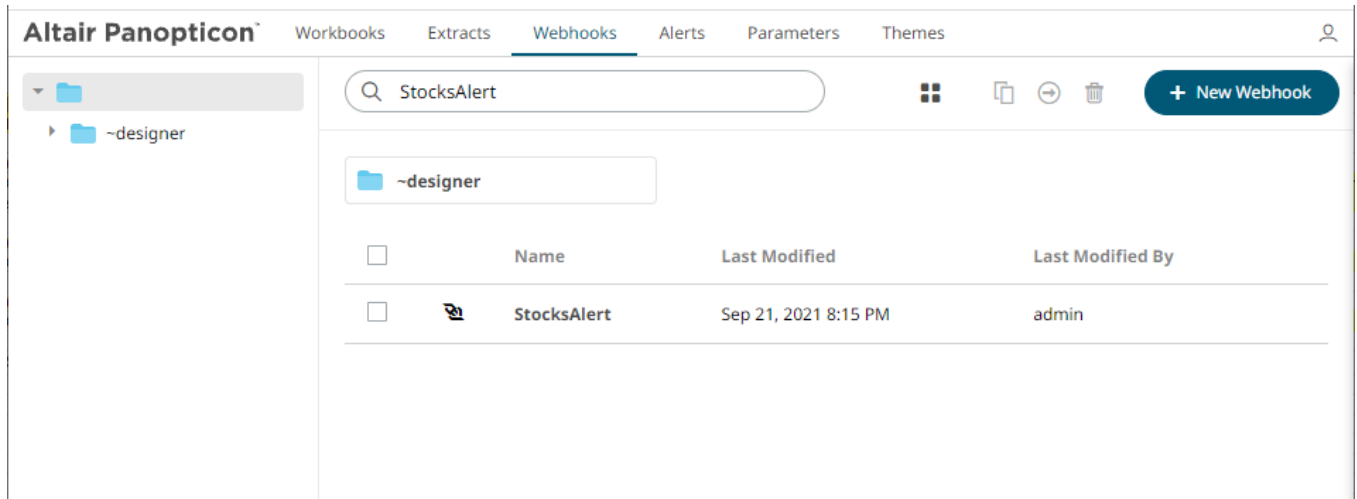 Altair Panopticon™ Workbooks Extracts Webhooks Alerts Parameters Themes
StocksAlert + New Webhook
~designer
~designer
Name Last Modified Last Modified By
StocksAlert Sep 21, 2021 8:15 PM admin